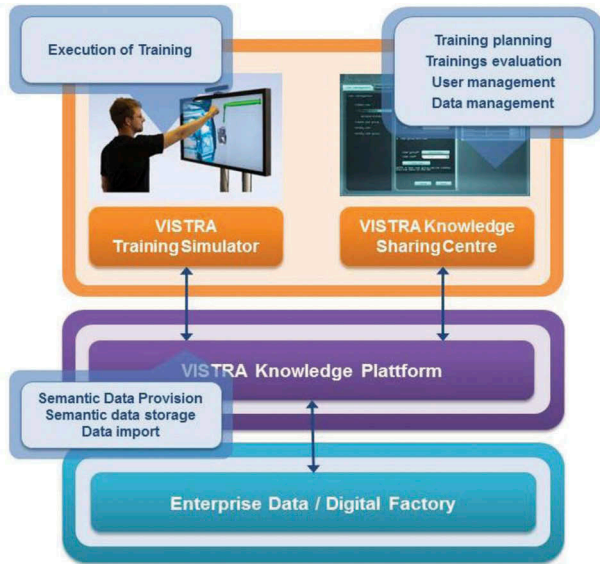 Execution of Training
Training planning
Trainings evaluation
User management
Data management
VISTRA
Training Simulator
VISTRA Knowledge
Sharing Centre
VISTRA Knowledge Plattform
Semantic Data Provision
Semantic data storage
Data import
Enterprise Data / Digital Factory